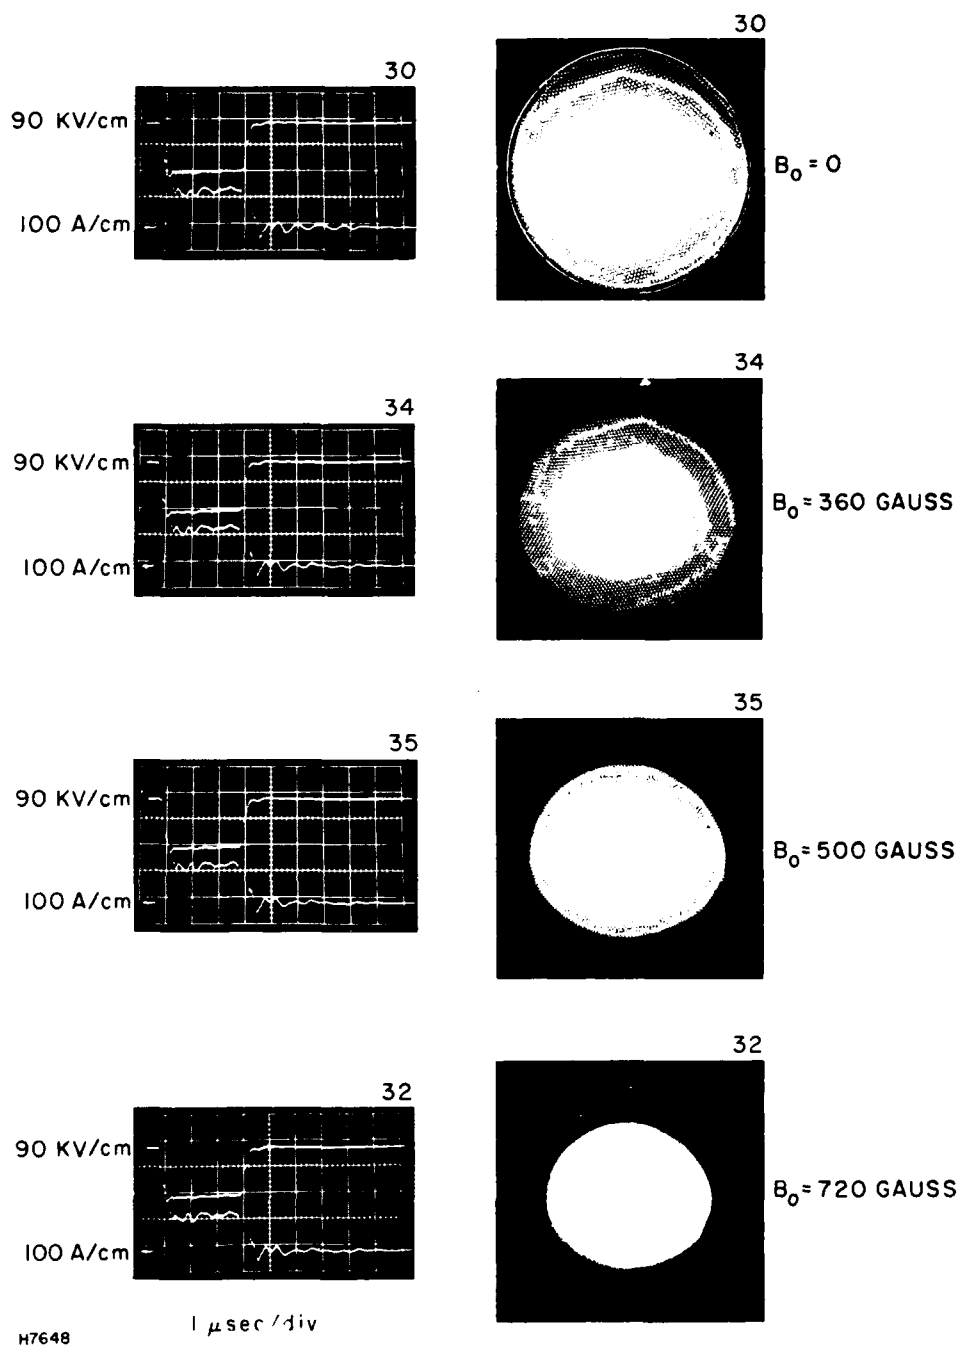 30
30
90 KV/cm
100 A/cm
B₀ = 0
34
34
90 KV/cm
100 A/cm
B₀ = 360 GAUSS
35
35
90 KV/cm
100 A/cm
B₀ = 500 GAUSS
32
32
90 KV/cm
100 A/cm
B₀ = 720 GAUSS
1 μsec/div
H7648